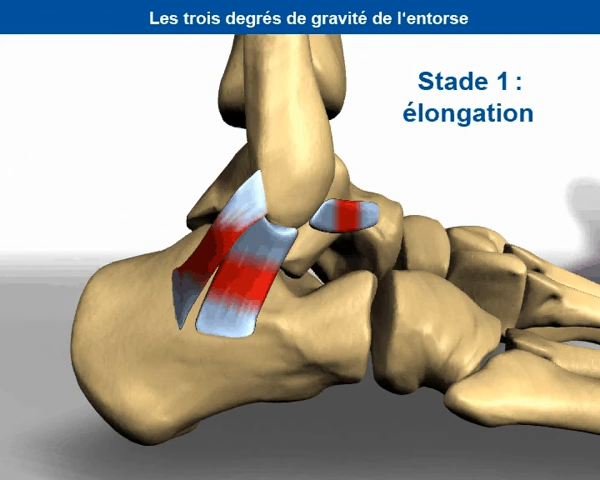 Les trois degrés de gravité de l‘entorse
Stade 1 :
élongation